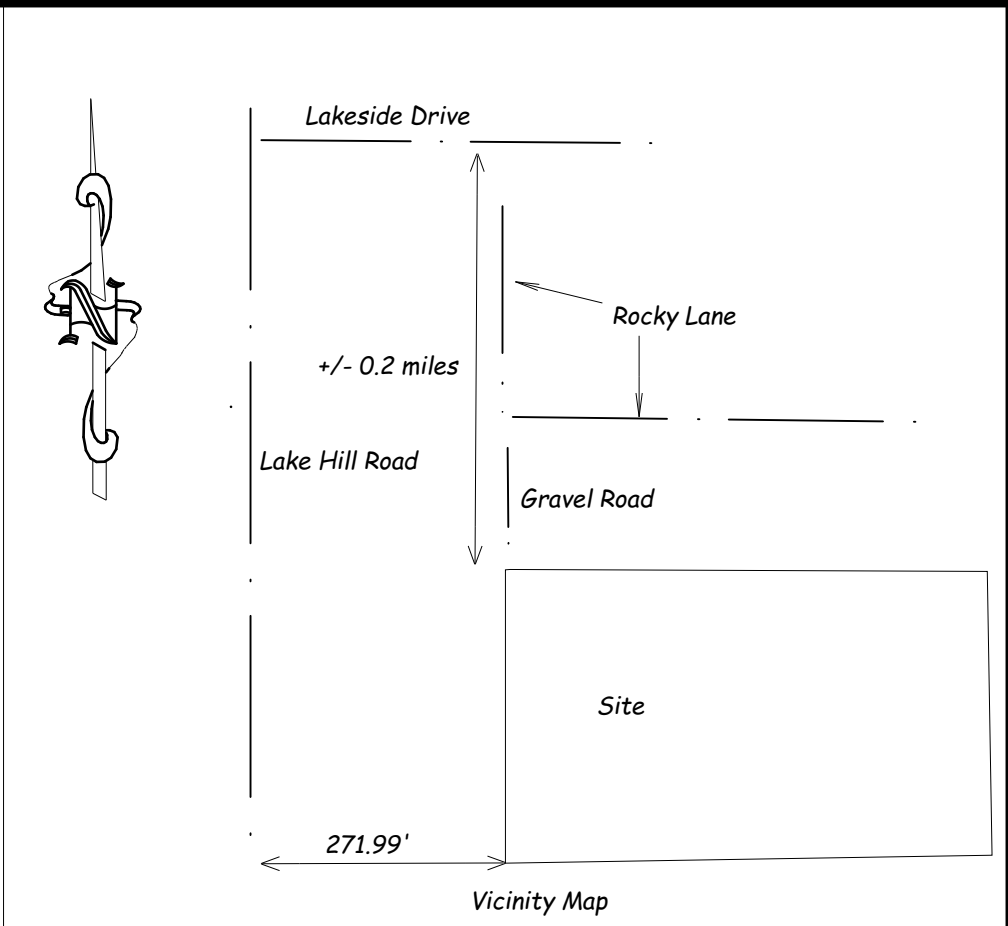 Lakeside Drive
N
Rocky Lane
+/- 0.2 miles
Lake Hill Road
Gravel Road
Site
271.99'
Vicinity Map